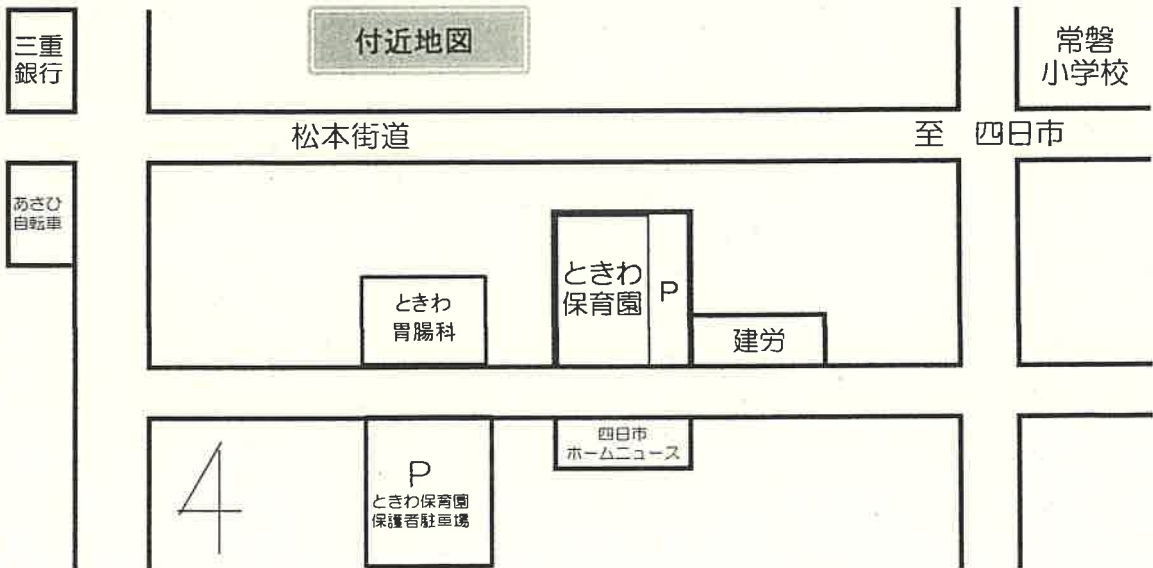 三重
銀行
付近地図
常磐
小学校
松本街道
至 四日市
あさひ
自転車
ときわ
胃腸科
ときわ
保育園
P
建労
四日市
ホームニュース
P
ときわ保育園
保護者駐車場